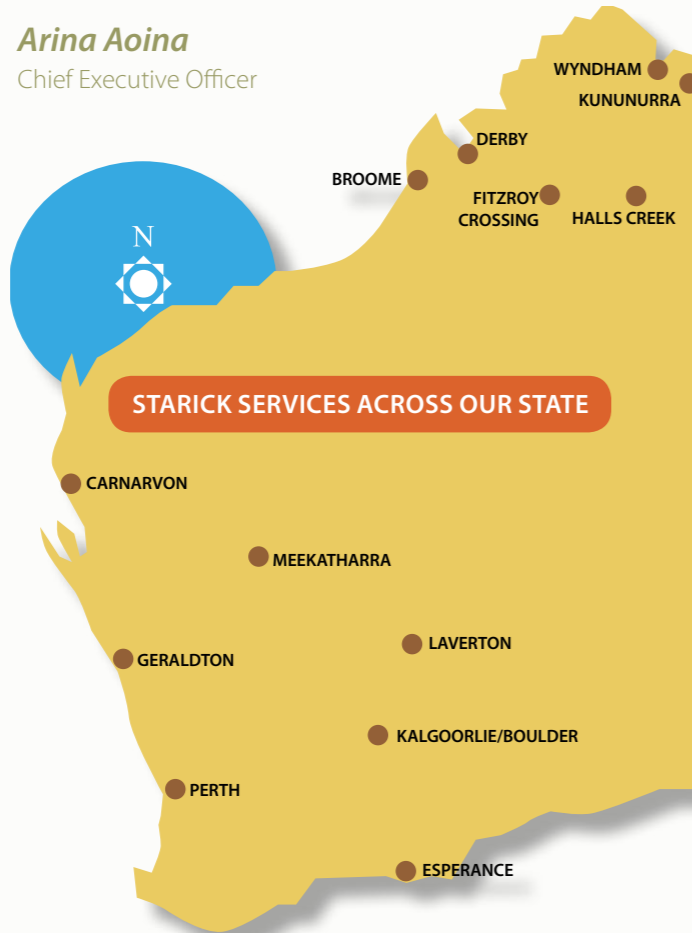 Arina Aoina
Chief Executive Officer
WYNDHAM
KUNUNURRA
DERBY
BROOME
FITZROY
CROSSING
HALLS CREEK
N
STARICK SERVICES ACROSS OUR STATE
CARNARVON
MEEKATHARRA
LAVERTON
GERALDTON
KALGOORLIE/BOULDER
PERTH
ESPERANCE